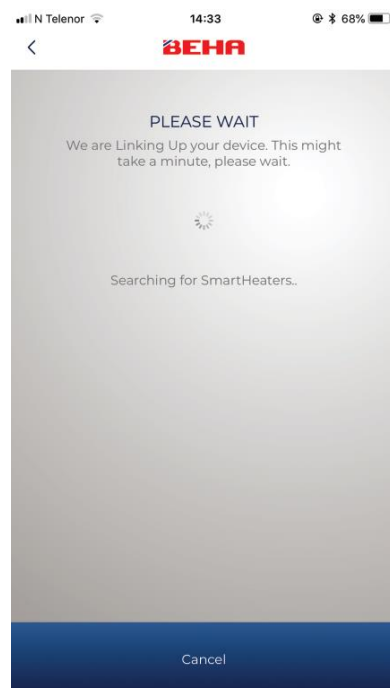 N Telenor 14:33 68%
BEHA
PLEASE WAIT
We are Linking Up your device. This might
take a minute, please wait.
Searching for SmartHeaters..
Cancel